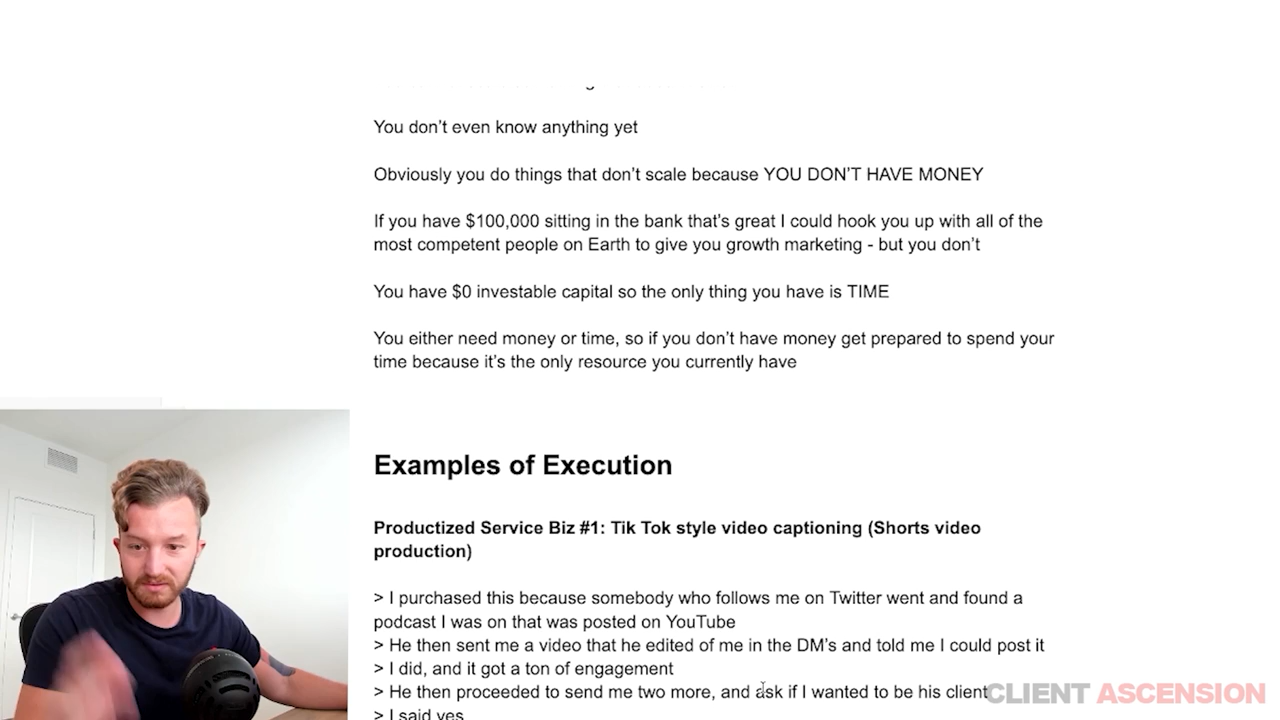 You don't even know anything yet
Obviously you do things that don't scale because YOU DON'T HAVE MONEY
If you have $100,000 sitting in the bank that's great I could hook you up with all of the
most competent people on Earth to give you growth marketing - but you don't
You have $0 investable capital so the only thing you have is TIME
You either need money or time, so if you don't have money get prepared to spend your
time because it's the only resource you currently have
Examples of Execution
Productized Service Biz #1: Tik Tok style video captioning (Shorts video
production)
> I purchased this because somebody who follows me on Twitter went and found a
podcast I was on that was posted on YouTube
> He then sent me a video that he edited of me in the DM's and told me I could post it
> I did, and it got a ton of engagement
> He then proceeded to send me two more, and ask if I wanted to be his client
> I said yes
CLIENT ASCENSION